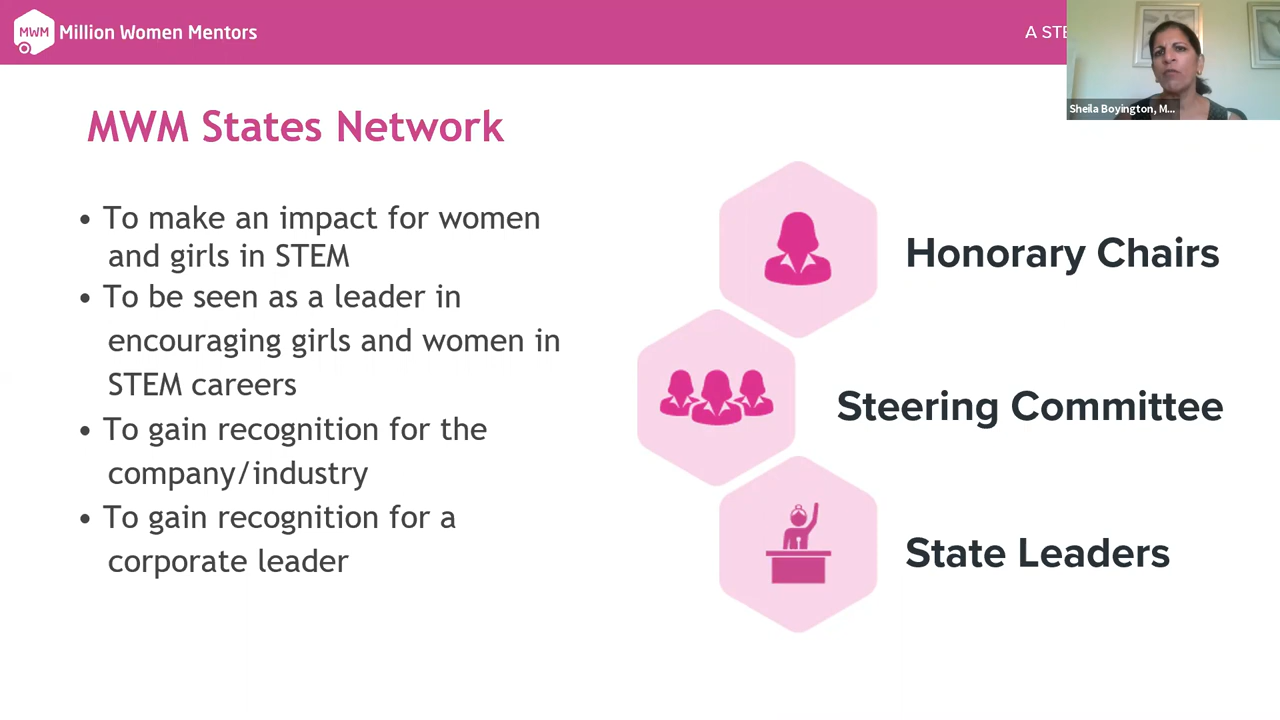 MWM
Million Women Mentors
A STE
Sheila Boyington, M...
MWM States Network
• To make an impact for women
and girls in STEM
• To be seen as a leader in
encouraging girls and women in
STEM careers
• To gain recognition for the
company/industry
• To gain recognition for a
corporate leader
Honorary Chairs
Steering Committee
State Leaders